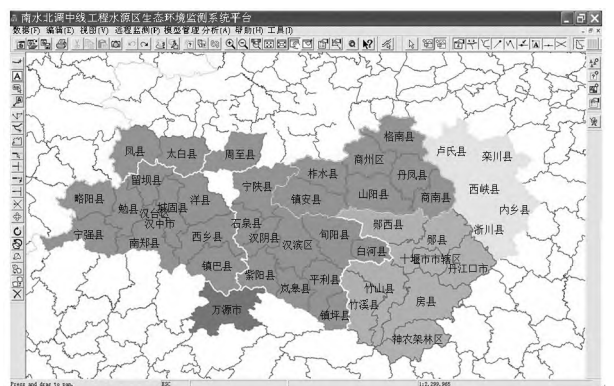 南水北调中线工程水源区生态环境监测系统平台
数据(F) 编辑(E) 视图(V) 远程监测(P) 模型管理 分析(A) 帮助(H) 工具(I)
格南县
凤县 太白县 周至县 商州区 卢氏县 栾川县
柞水县 丹凤县
留坝县 宁陕县 西峡县
略阳县 洋县 镇安县 山阳县 商南县
勉县 城固县 内乡县
汉台区
汉中市 石泉县 郧西县 淅川县
宁强县 南郑县 西乡县 汉阴县 汉滨区 旬阳县 郧县
白河县 十堰市市辖区
镇巴县 紫阳县 丹江口市
平利县 竹山县
岚皋县 房县
万源市 镇坪县 竹溪县
神农架林区
Press and drag to pan. ESC 1:2,299,965